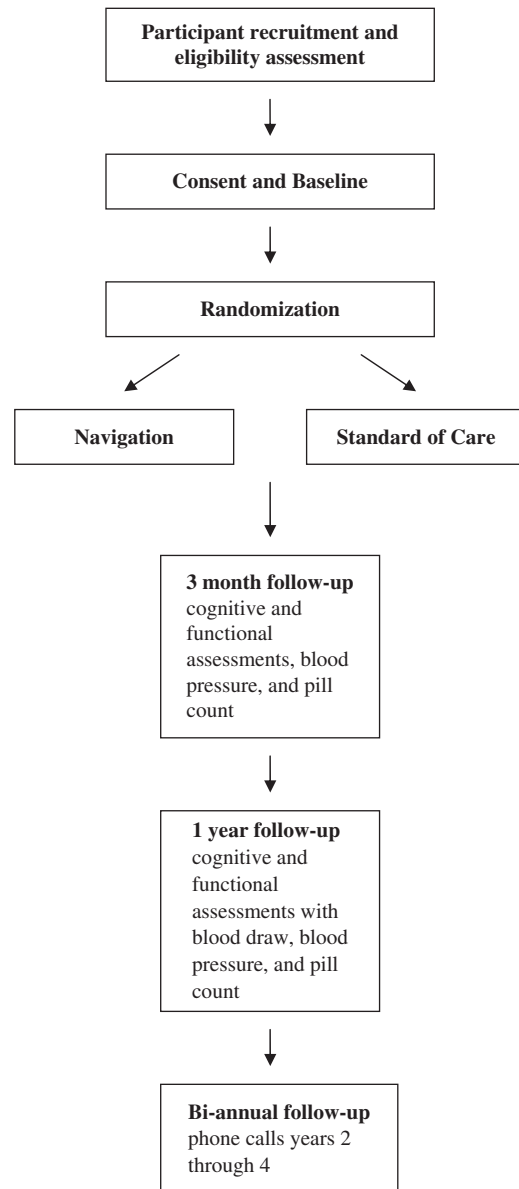 Participant recruitment and
eligibility assessment
Consent and Baseline
Randomization
Navigation
Standard of Care
3 month follow-up
cognitive and
functional
assessments, blood
pressure, and pill
count
1 year follow-up
cognitive and
functional
assessments with
blood draw, blood
pressure, and pill
count
Bi-annual follow-up
phone calls years 2
through 4